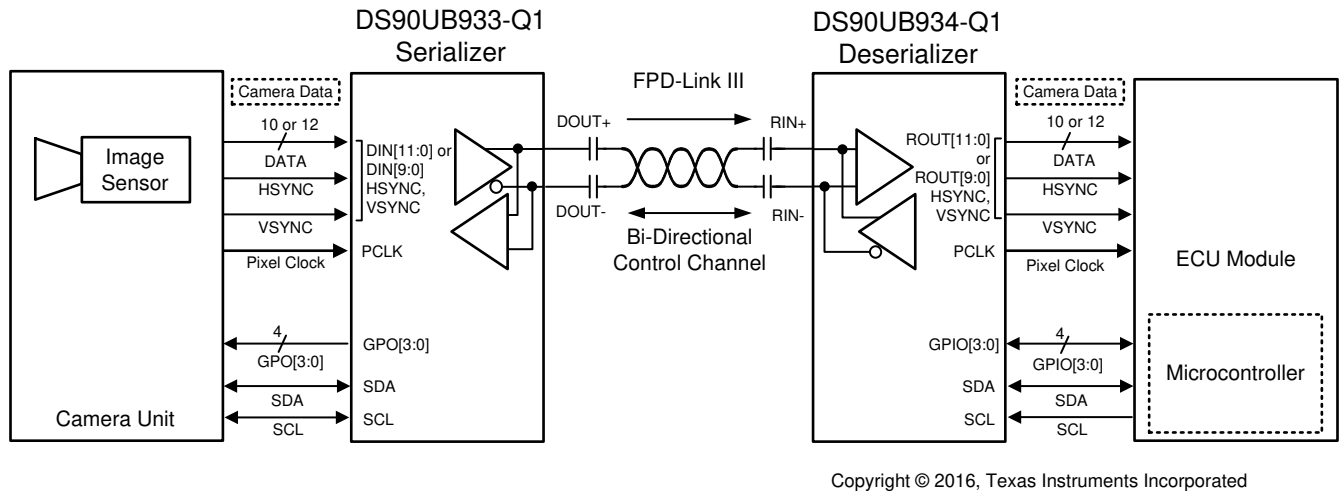 DS90UB933-Q1
Serializer
DS90UB934-Q1
Deserializer
Camera Data
FPD-Link III
Camera Data
Image
Sensor
10 or 12
DATA
HSYNC
VSYNC
Pixel Clock
4
GPO[3:0]
SDA
SCL
Camera Unit
DIN[11:0] or
DIN[9:0]
HSYNC,
VSYNC
PCLK
GPO[3:0]
SDA
SCL
DOUT+
DOUT-
RIN+
RIN-
Bi-Directional
Control Channel
ROUT[11:0]
or
ROUT[9:0]
HSYNC,
VSYNC
PCLK
GPIO[3:0]
SDA
SCL
10 or 12
DATA
HSYNC
VSYNC
Pixel Clock
4
GPIO[3:0]
SDA
SCL
ECU Module
Microcontroller
Copyright © 2016, Texas Instruments Incorporated